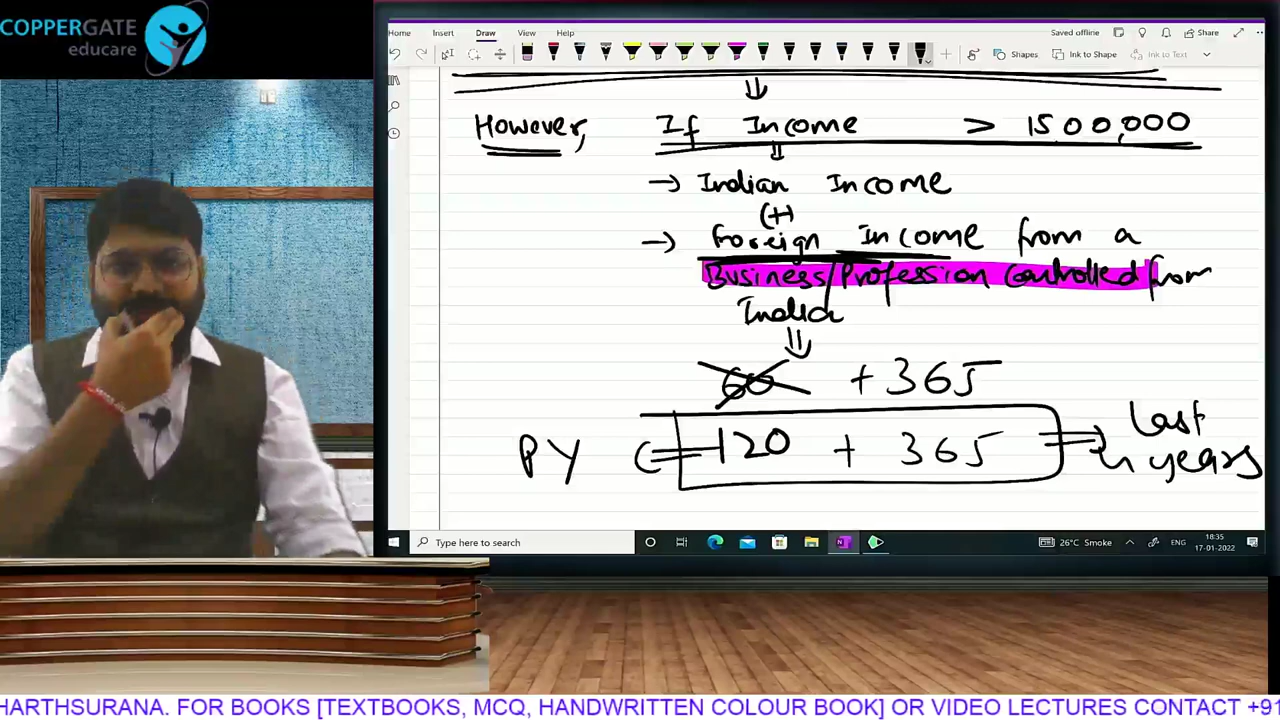 COPPERGATE
educare
Home Insert Draw View Help
Saved offline
Share
Shapes
Ink to Shape
Ink to Text
However, If Income > 1500,000
→ Indian Income
(+)
→ Foreign Income from a
Business/Profession controlled from
India
60 + 365
PY 120 + 365 last
4 years
Type here to search
26°C Smoke
ENG
18:35
17-01-2022
HARTHSURANA. FOR BOOKS [TEXTBOOKS, MCQ, HANDWRITTEN COLOUR BOOK] OR VIDEO LECTURES CONTACT +91